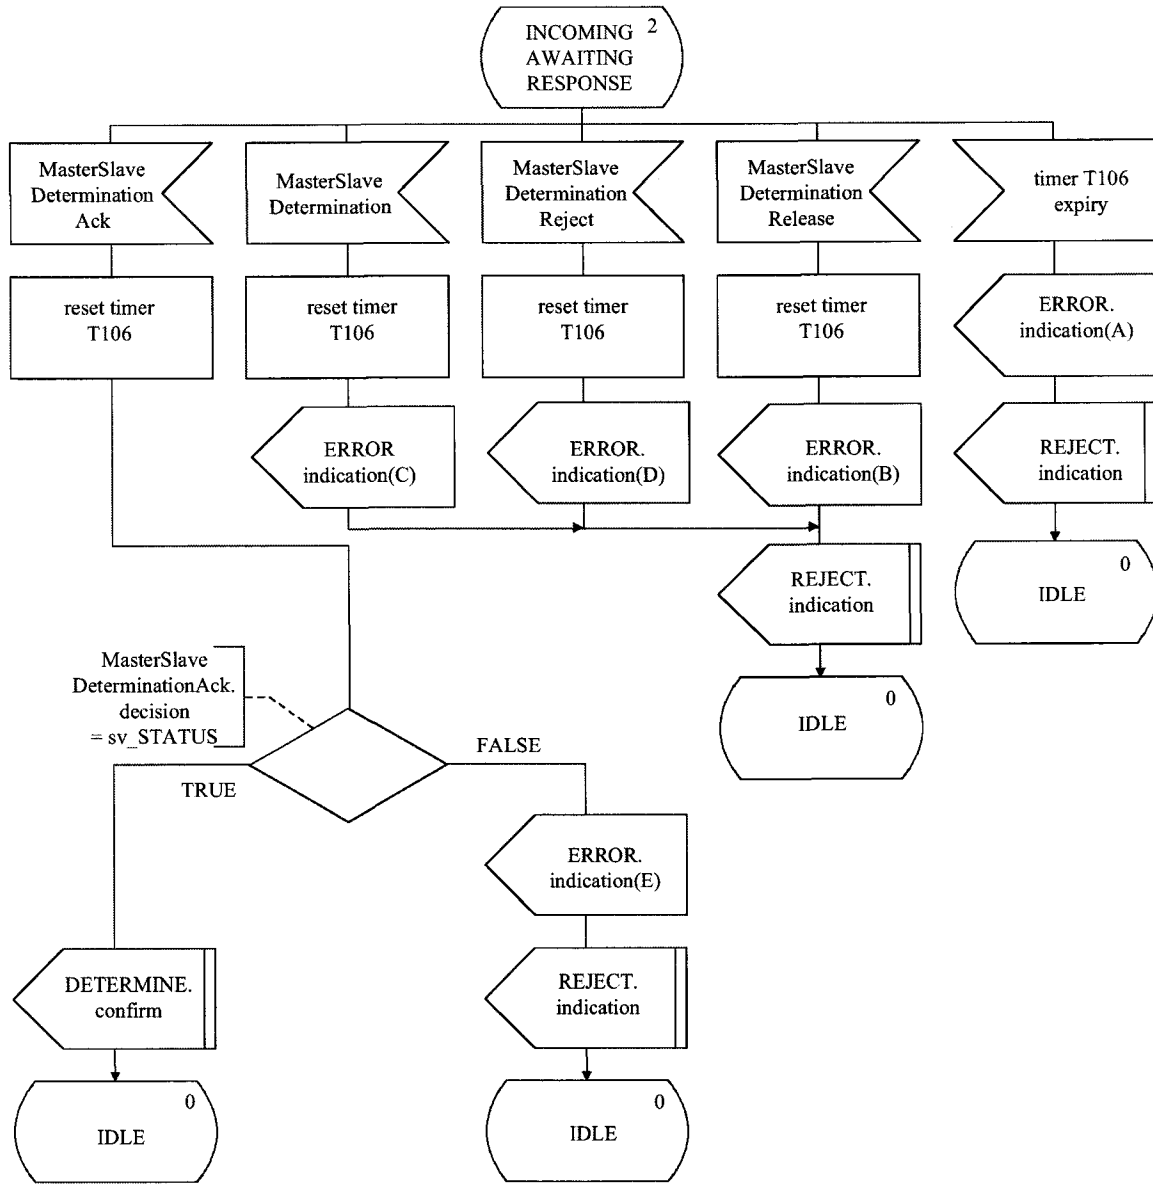 INCOMING 2
AWAITING
RESPONSE
MasterSlave
Determination
Ack
MasterSlave
Determination
MasterSlave
Determination
Reject
MasterSlave
Determination
Release
timer T106
expiry
reset timer
T106
reset timer
T106
reset timer
T106
reset timer
T106
ERROR.
indication(A)
ERROR
indication(C)
ERROR.
indication(D)
ERROR.
indication(B)
REJECT.
indication
REJECT.
indication
0
IDLE
0
IDLE
MasterSlave
DeterminationAck.
decision
= sv_STATUS
TRUE
FALSE
ERROR.
indication(E)
DETERMINE.
confirm
REJECT.
indication
0
IDLE
0
IDLE